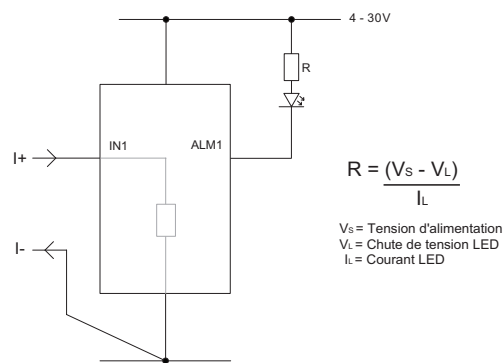 4 - 30V
R
IN1
ALM1
I+
I-
R = (VS - VL)
IL
VS = Tension d'alimentation
VL = Chute de tension LED
IL = Courant LED